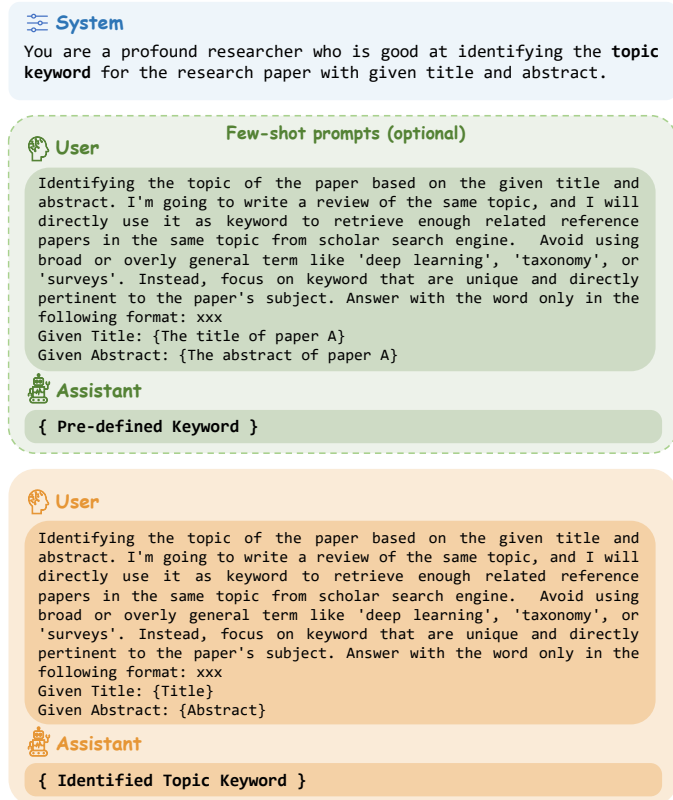 System
You are a profound researcher who is good at identifying the topic
keyword for the research paper with given title and abstract.
Few-shot prompts (optional)
User
Identifying the topic of the paper based on the given title and
abstract. I'm going to write a review of the same topic, and I will
directly use it as keyword to retrieve enough related reference
papers in the same topic from scholar search engine. Avoid using
broad or overly general term like 'deep learning', 'taxonomy', or
'surveys'. Instead, focus on keyword that are unique and directly
pertinent to the paper's subject. Answer with the word only in the
following format: xxx
Given Title: {The title of paper A}
Given Abstract: {The abstract of paper A}
Assistant
{ Pre-defined Keyword }
User
Identifying the topic of the paper based on the given title and
abstract. I'm going to write a review of the same topic, and I will
directly use it as keyword to retrieve enough related reference
papers in the same topic from scholar search engine. Avoid using
broad or overly general term like 'deep learning', 'taxonomy', or
'surveys'. Instead, focus on keyword that are unique and directly
pertinent to the paper's subject. Answer with the word only in the
following format: xxx
Given Title: {Title}
Given Abstract: {Abstract}
Assistant
{ Identified Topic Keyword }